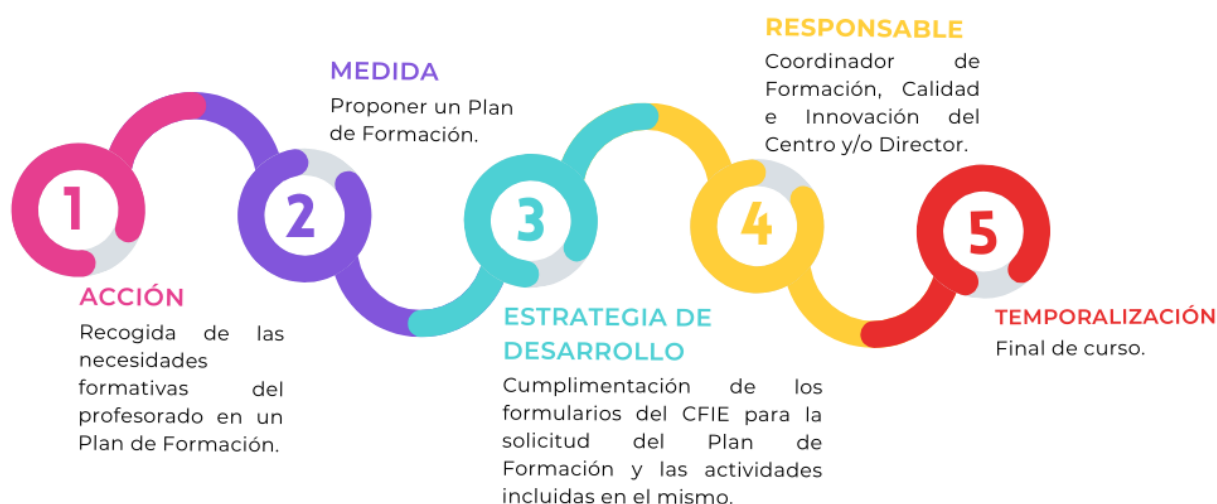 1
ACCIÓN
Recogida de las
necesidades
formativas del
profesorado en un
Plan de Formación.
2
MEDIDA
Proponer un Plan
de Formación.
3
ESTRATEGIA DE
DESARROLLO
Cumplimentación de los
formularios del CFIE para la
solicitud del Plan de
Formación y las actividades
incluidas en el mismo.
4
RESPONSABLE
Coordinador de
Formación, Calidad
e Innovación del
Centro y/o Director.
5
TEMPORALIZACIÓN
Final de curso.